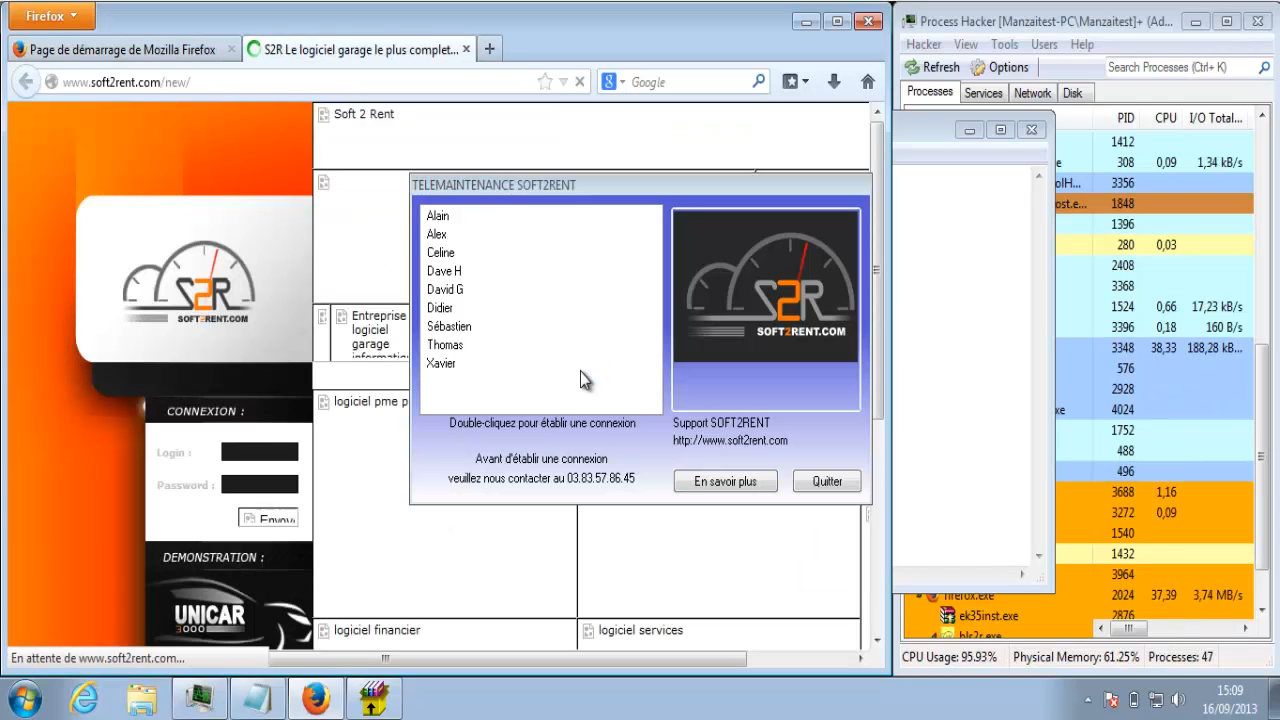 Firefox
Page de démarrage de Mozilla Firefox
S2R Le logiciel garage le plus complet...
www.soft2rent.com/new/
Google
Soft 2 Rent
S2R
SOFT2RENT.COM
Entreprise
logiciel
garage
logiciel pme p
CONNEXION :
Login :
Password :
Envoy
DEMONSTRATION :
UNICAR
3000
logiciel financier
logiciel services
En attente de www.soft2rent.com...
TELEMAINTENANCE SOFT2RENT
Alain
Alex
Celine
Dave H
David G
Didier
Sébastien
Thomas
Xavier
S2R
SOFT2RENT.COM
Double-cliquez pour établir une connexion
Avant d'établir une connexion
veuillez nous contacter au 03.83.57.86.45
Support SOFT2RENT
http://www.soft2rent.com
En savoir plus
Quitter
Process Hacker [Manzaitest-PC\Manzaitest]+ (Ad...
Hacker View Tools Users Help
Refresh Options Search Processes (Ctrl+K)
Processes Services Network Disk
PID CPU I/O Total...
1412
e 308 0,09 1,34 kB/s
olH... 3356
ost.e... 1848
1396
280 0,03
2408
3368
1524 0,66 17,23 kB/s
3396 0,18 160 B/s
3348 38,33 188,28 kB...
576
2928
xe 4024
1752
488
496
3688 1,16
3272 0,09
1540
1432
3964
firefox.exe 2024 37,39 3,74 MB/s
ek35inst.exe 2876
CPU Usage: 95.93% Physical Memory: 61.25% Processes: 47
15:09
16/09/2013